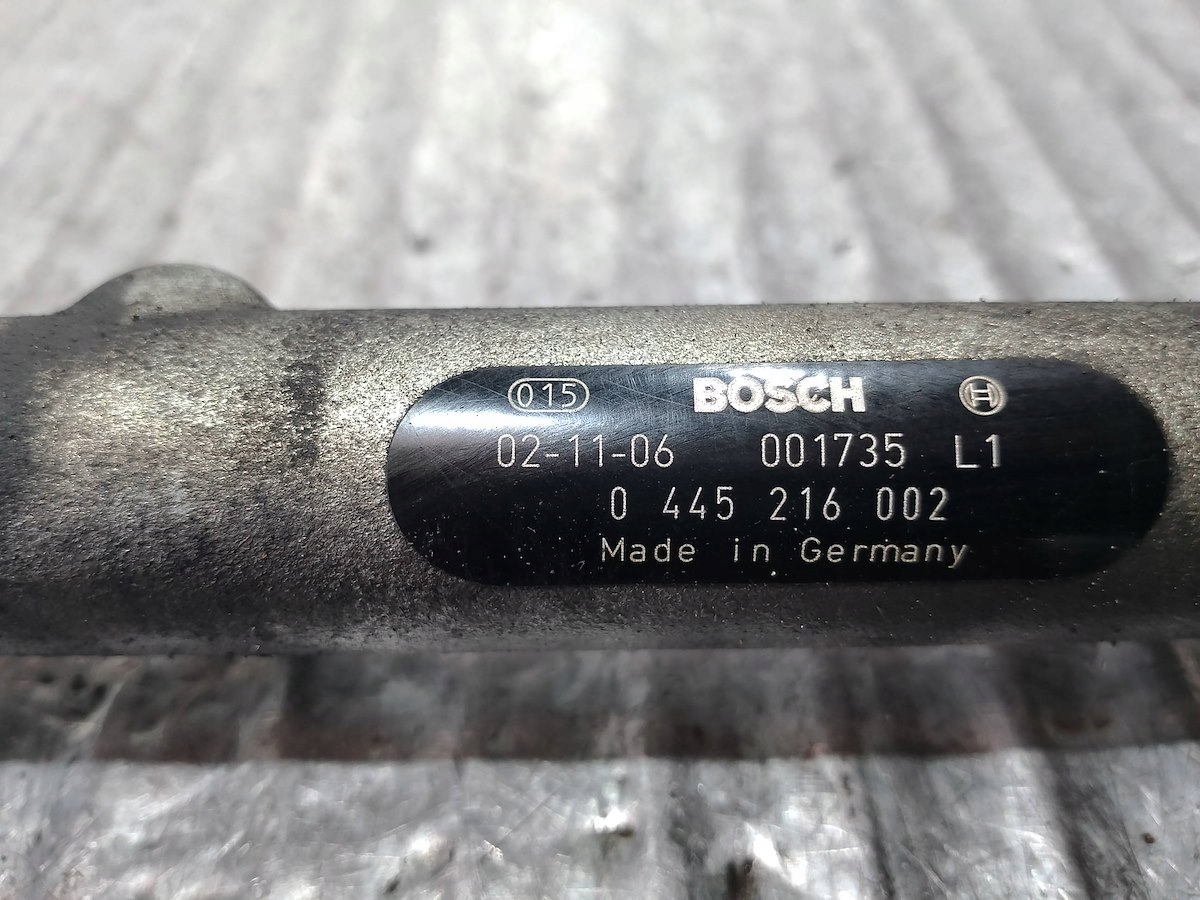 015 BOSCH
02-11-06 001735 L1
0 445 216 002
Made in Germany